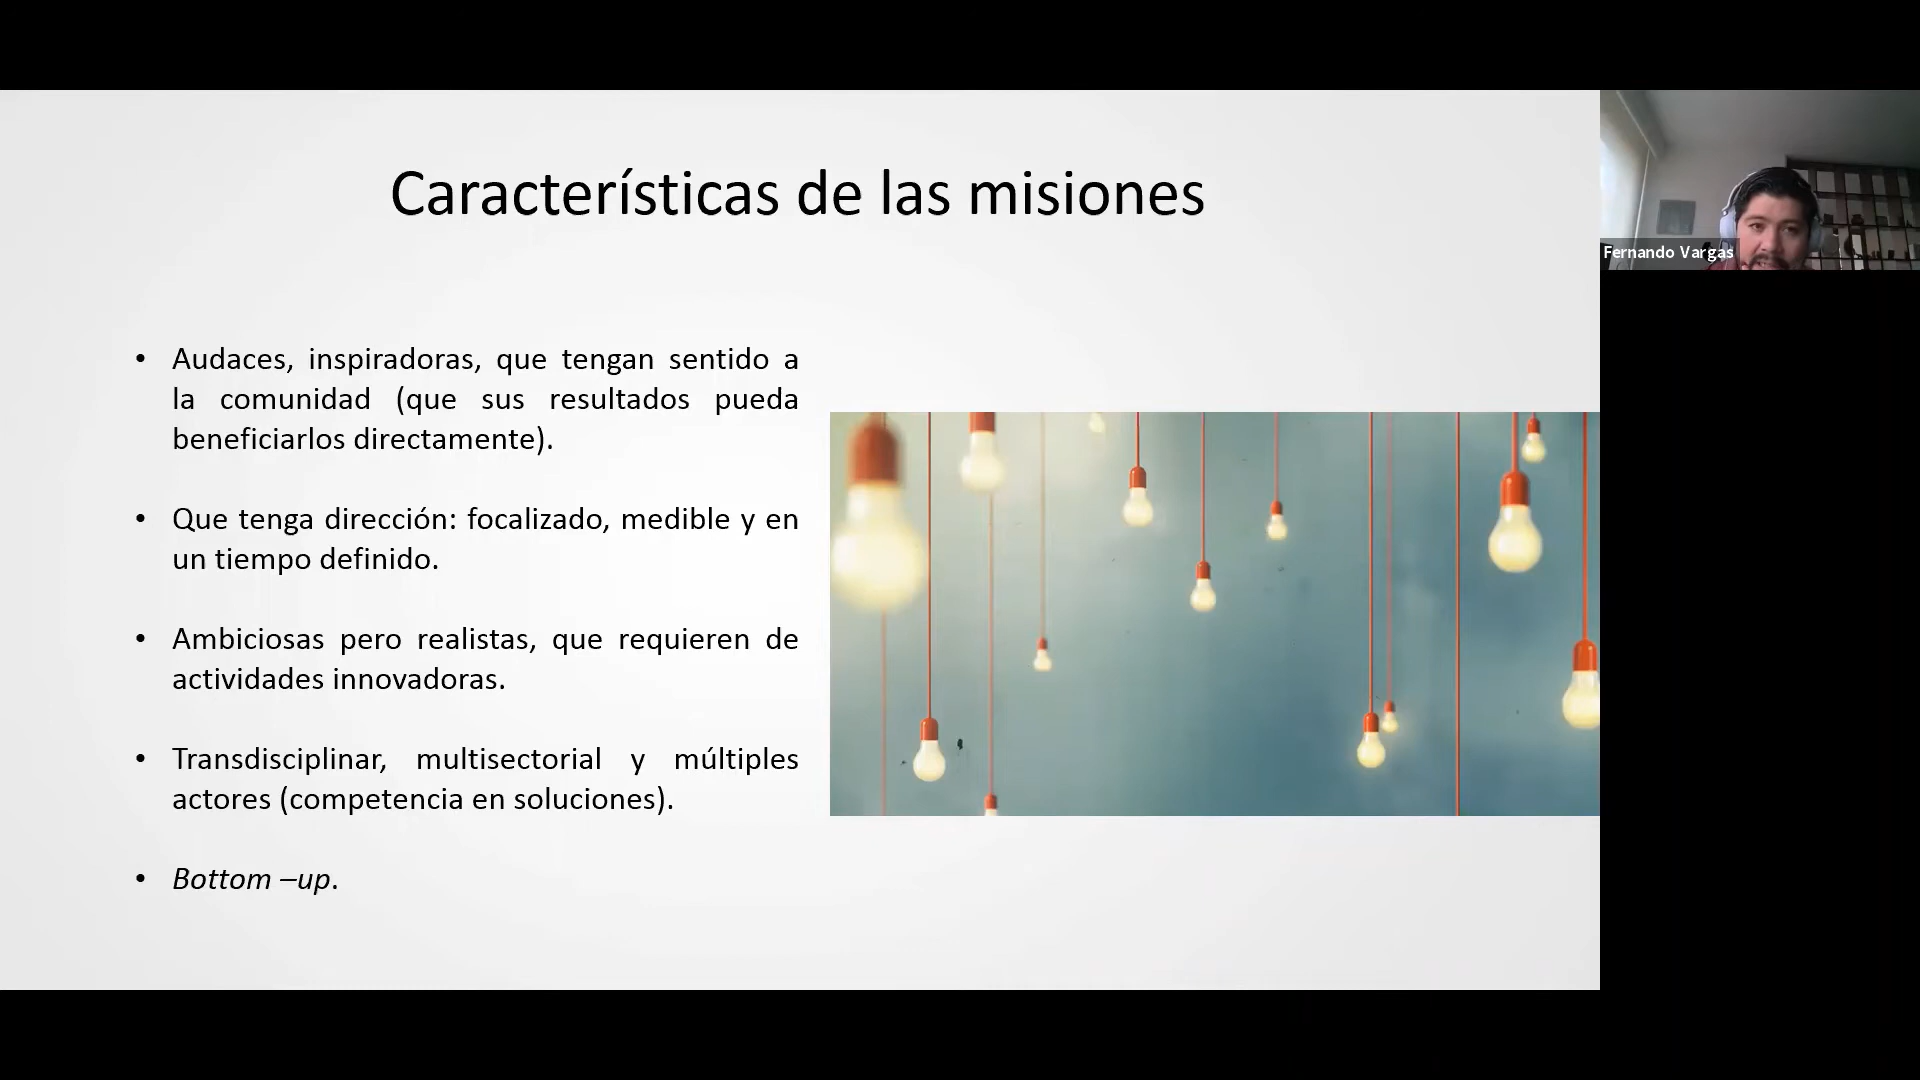 Características de las misiones
• Audaces, inspiradoras, que tengan sentido a
la comunidad (que sus resultados pueda
beneficiarlos directamente).
• Que tenga dirección: focalizado, medible y en
un tiempo definido.
• Ambiciosas pero realistas, que requieren de
actividades innovadoras.
• Transdisciplinar, multisectorial y múltiples
actores (competencia en soluciones).
• Bottom –up.
Fernando Vargas